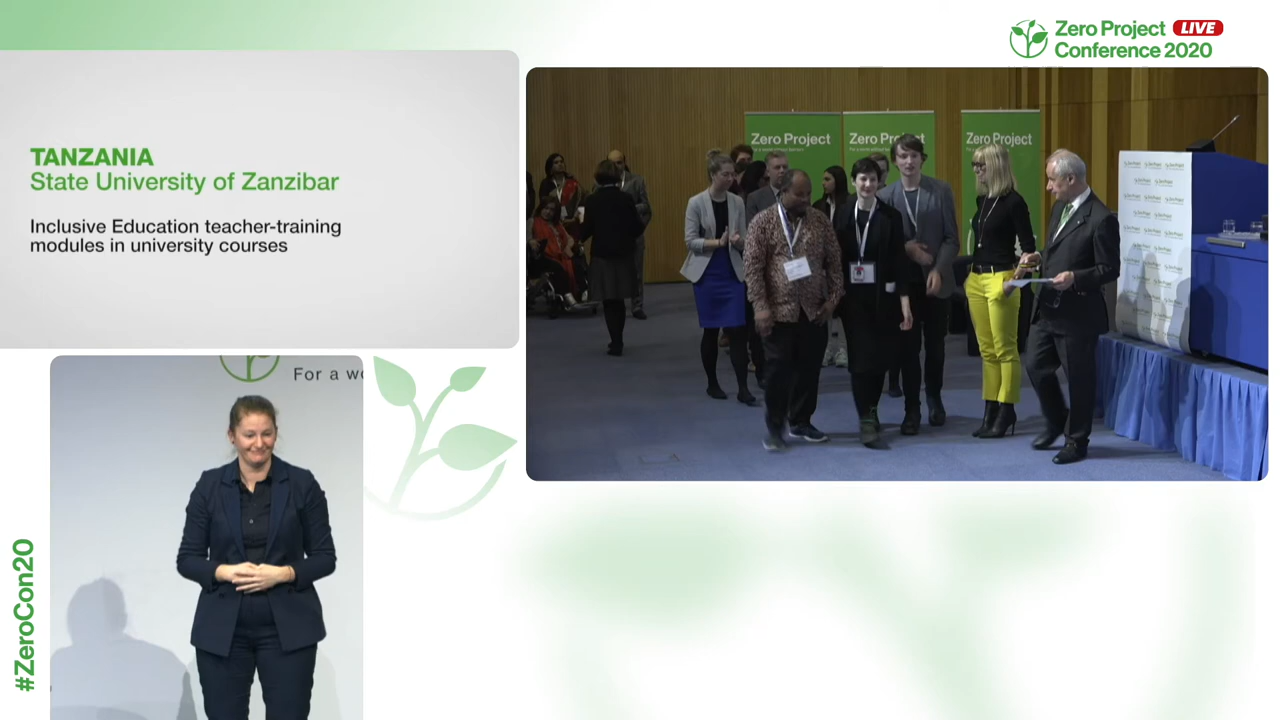 Zero Project LIVE
Conference 2020
TANZANIA
State University of Zanzibar
Inclusive Education teacher-training
modules in university courses
Zero Project
Zero Project
Zero Project
For a wo
#ZeroCon20